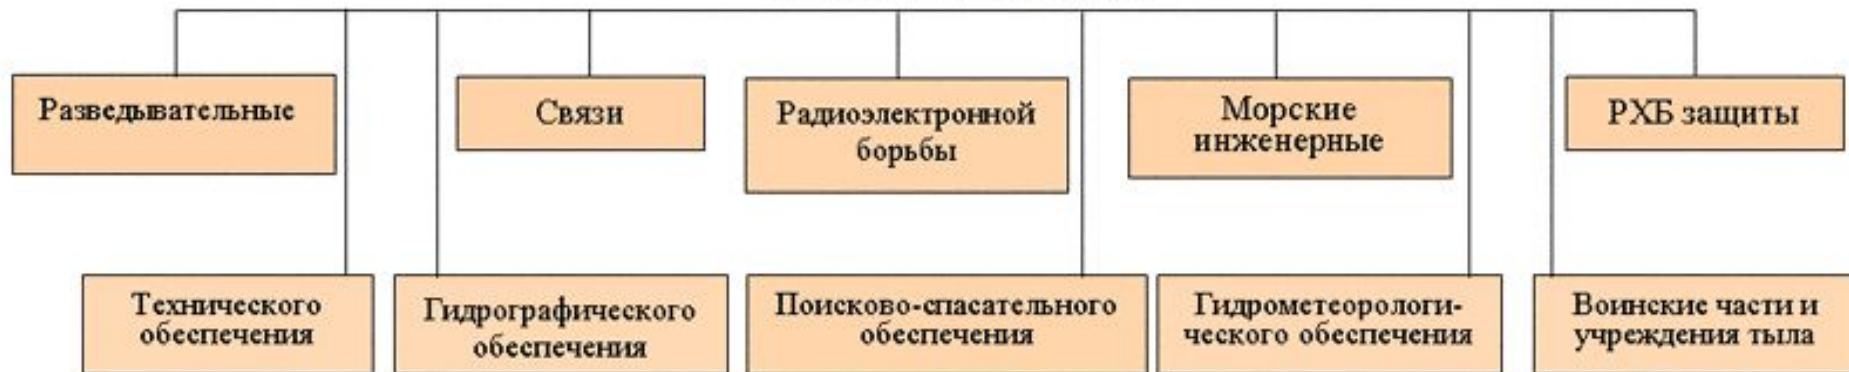 Разведывательные
Связи
Радиоэлектронной
борьбы
Морские
инженерные
РХБ защиты
Технического
обеспечения
Гидрографического
обеспечения
Поисково-спасательного
обеспечения
Гидрометеорологи-
ческого обеспечения
Воинские части и
учреждения тыла